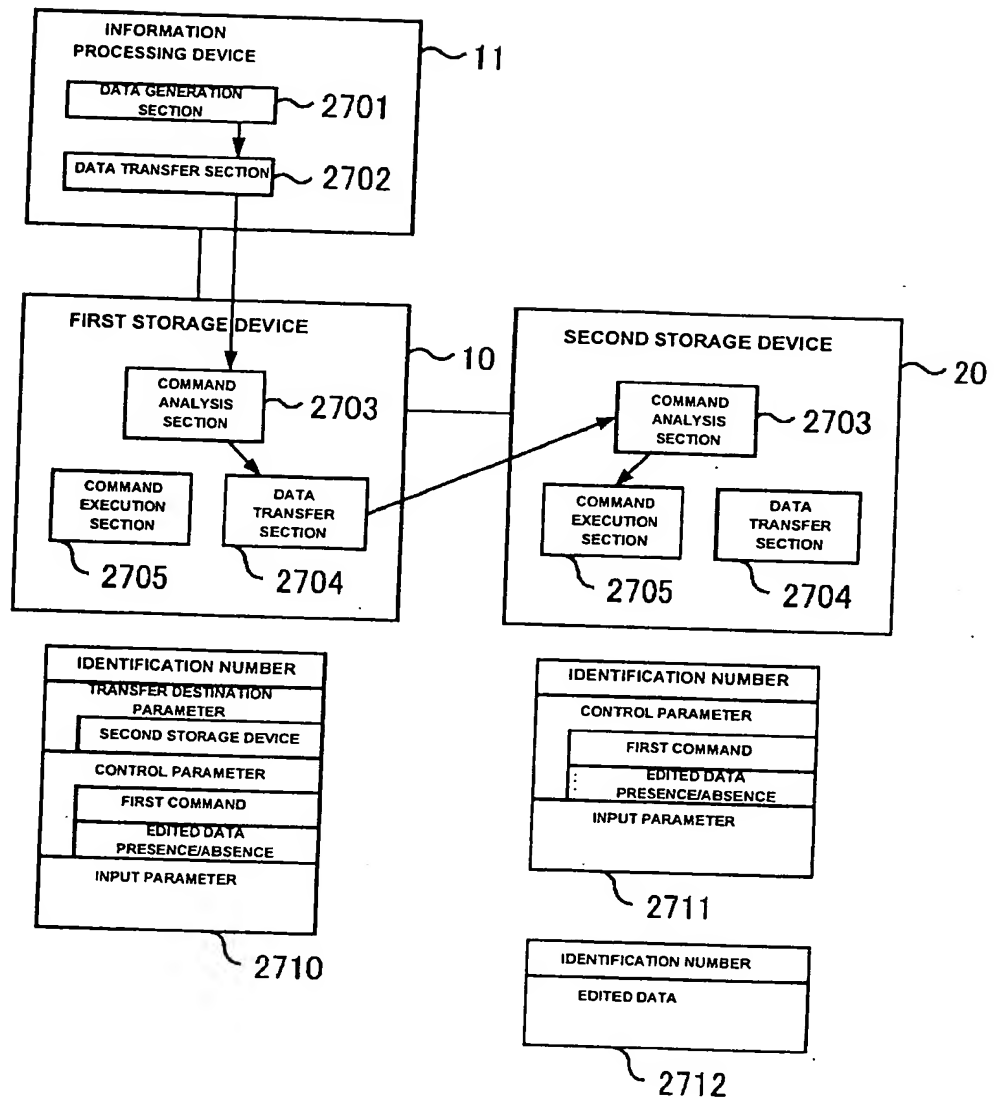 INFORMATION
PROCESSING DEVICE
11
DATA GENERATION
SECTION
2701
DATA TRANSFER SECTION
2702
FIRST STORAGE DEVICE
10
COMMAND
ANALYSIS
SECTION
2703
COMMAND
EXECUTION
SECTION
2705
DATA
TRANSFER
SECTION
2704
SECOND STORAGE DEVICE
20
COMMAND
ANALYSIS
SECTION
2703
COMMAND
EXECUTION
SECTION
2705
DATA
TRANSFER
SECTION
2704
IDENTIFICATION NUMBER
TRANSFER DESTINATION
PARAMETER
SECOND STORAGE DEVICE
CONTROL PARAMETER
FIRST COMMAND
EDITED DATA
PRESENCE/ABSENCE
INPUT PARAMETER
2710
IDENTIFICATION NUMBER
CONTROL PARAMETER
FIRST COMMAND
EDITED DATA
PRESENCE/ABSENCE
INPUT PARAMETER
2711
IDENTIFICATION NUMBER
EDITED DATA
2712